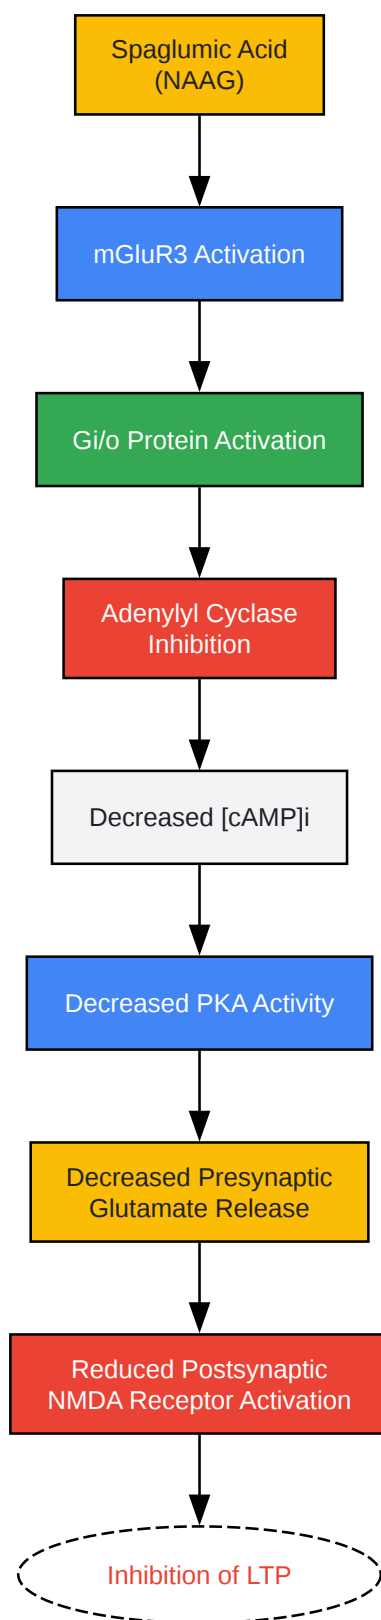 Spaglumic Acid
(NAAG)
mGluR3 Activation
Gi/o Protein Activation
Adenylyl Cyclase
Inhibition
Decreased [cAMP]i
Decreased PKA Activity
Decreased Presynaptic
Glutamate Release
Reduced Postsynaptic
NMDA Receptor Activation
Inhibition of LTP